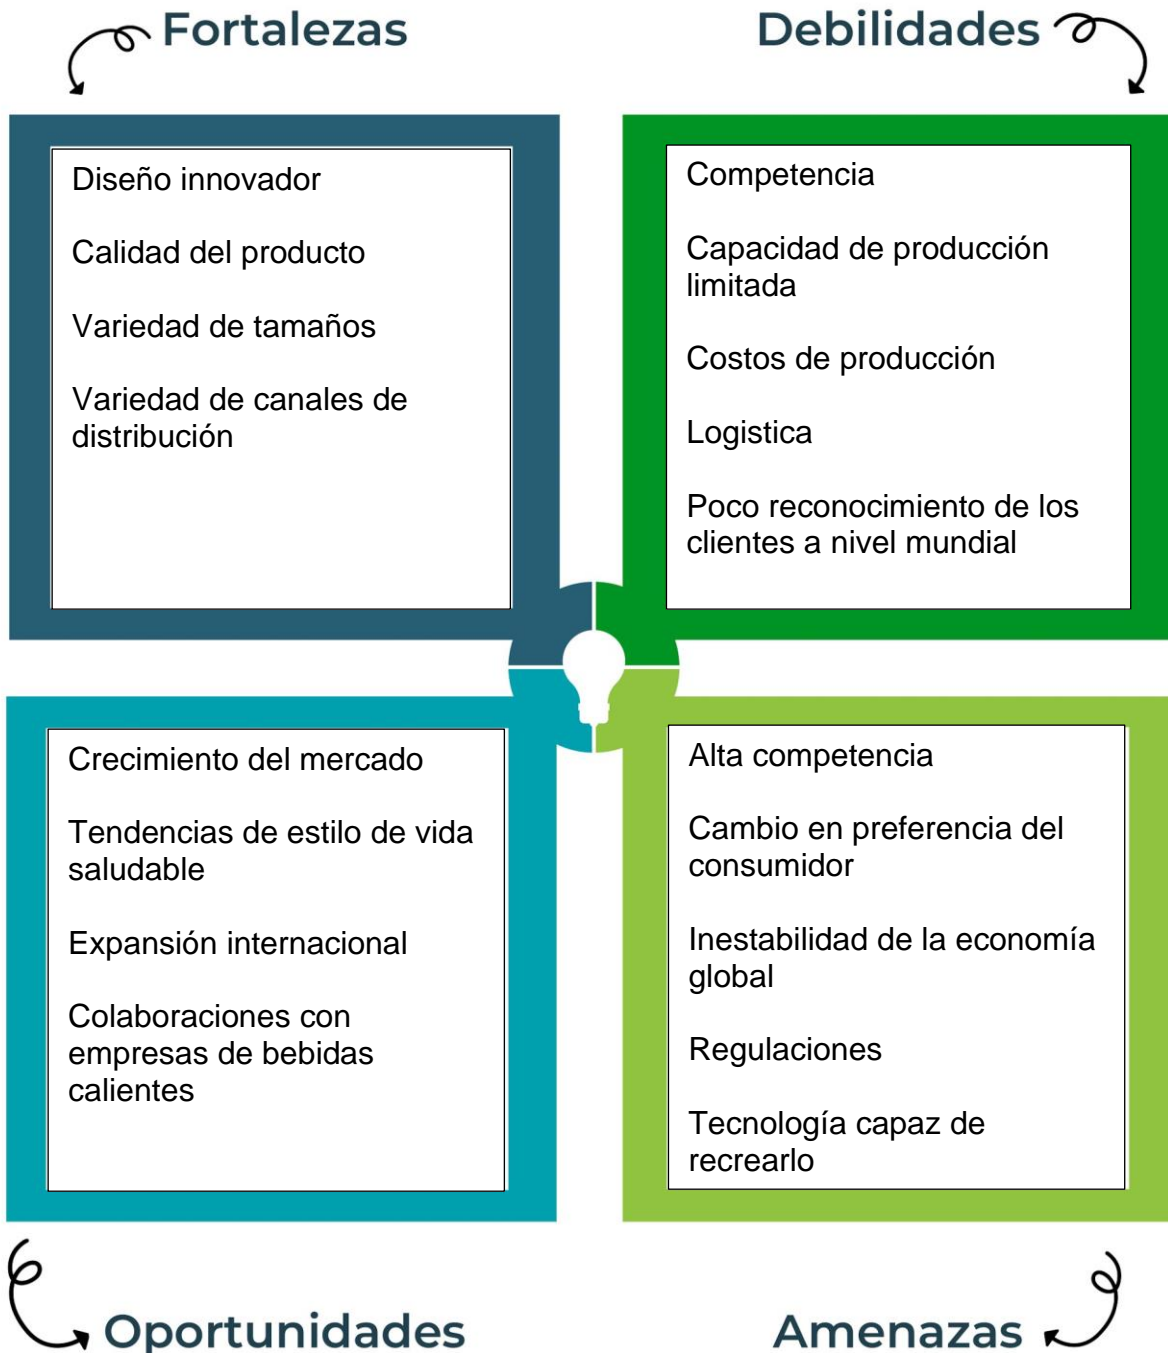 Fortalezas
Diseño innovador
Calidad del producto
Variedad de tamaños
Variedad de canales de
distribución
Debilidades
Competencia
Capacidad de producción
limitada
Costos de producción
Logistica
Poco reconocimiento de los
clientes a nivel mundial
Crecimiento del mercado
Tendencias de estilo de vida
saludable
Expansión internacional
Colaboraciones con
empresas de bebidas
calientes
Oportunidades
Alta competencia
Cambio en preferencia del
consumidor
Inestabilidad de la economía
global
Regulaciones
Tecnología capaz de
recrearlo
Amenazas